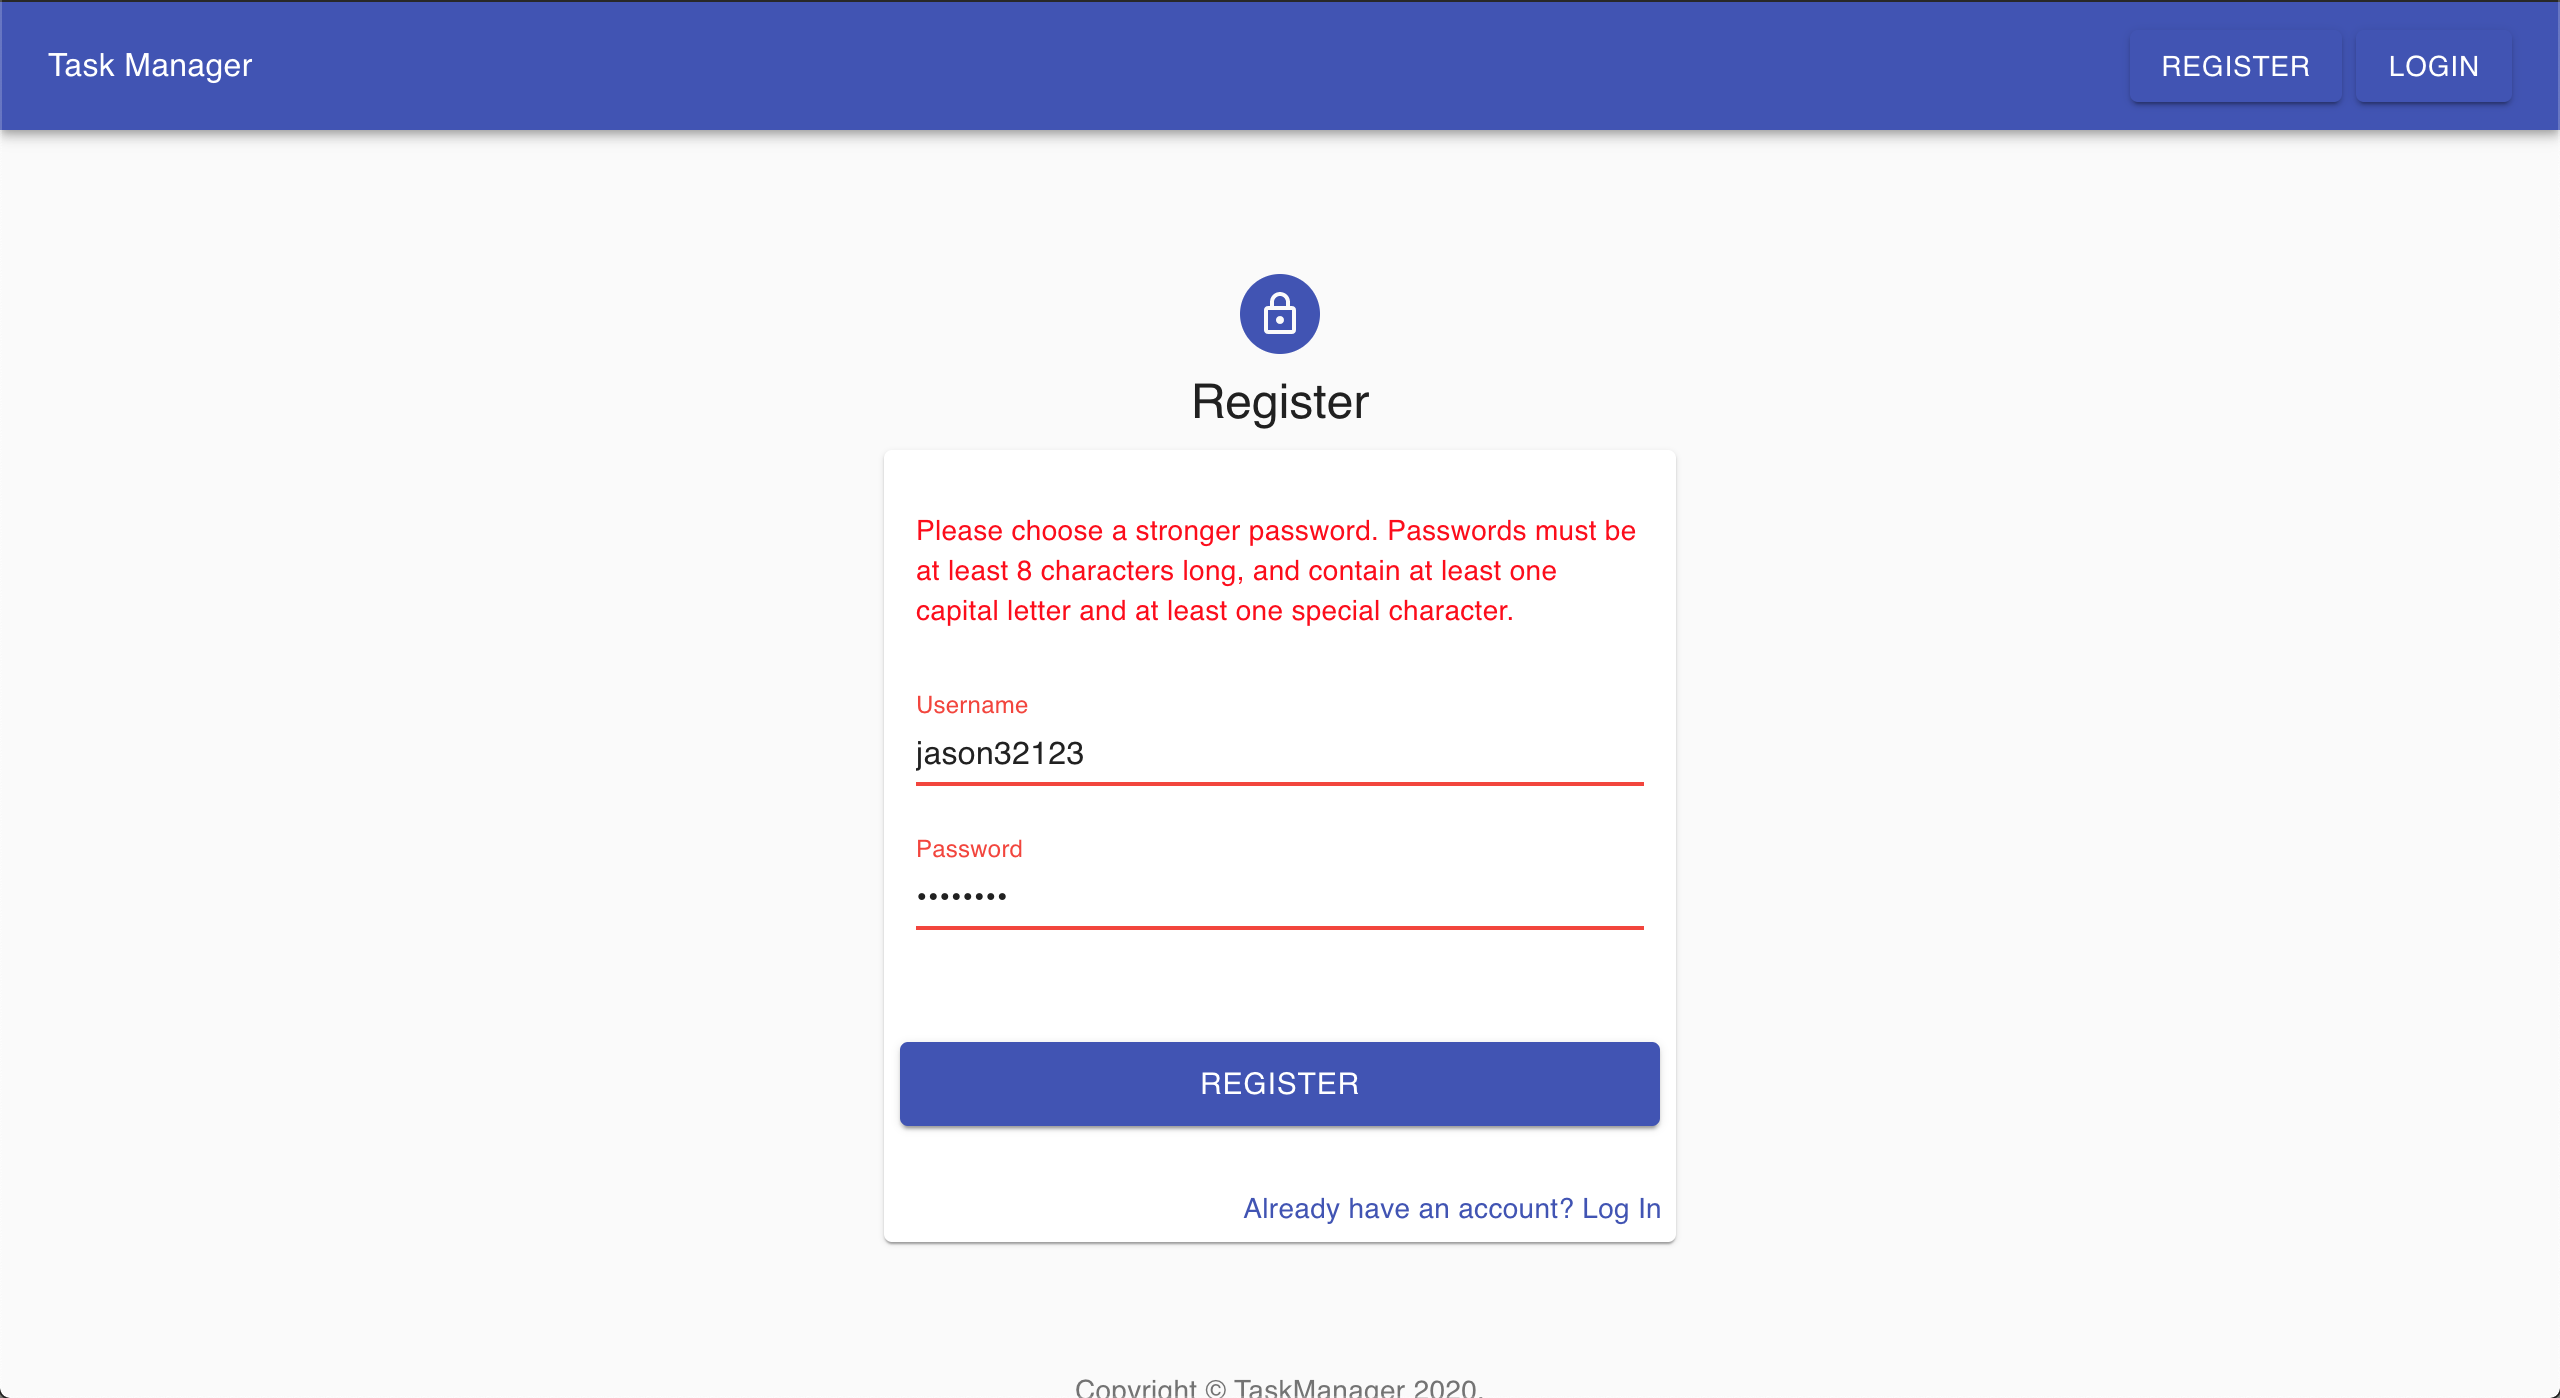 Task Manager
REGISTER
LOGIN
Register
Please choose a stronger password. Passwords must be
at least 8 characters long, and contain at least one
capital letter and at least one special character.
Username
jason32123
Password
••••••••
REGISTER
Already have an account? Log In
Copyright © TaskManager 2020.